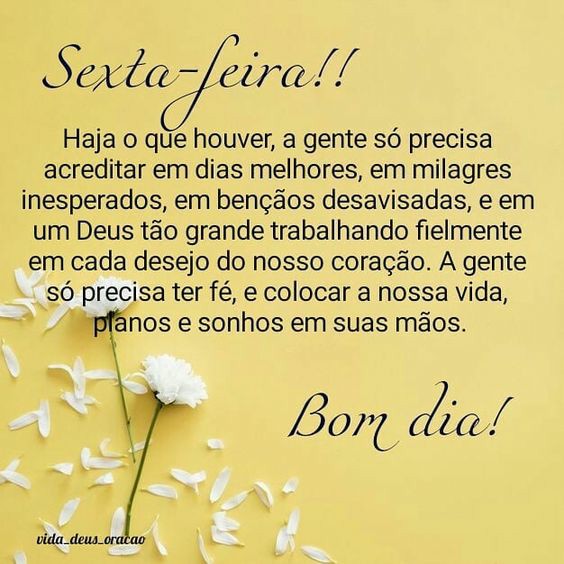 Sexta-feira!!
Haja o que houver, a gente só precisa
acreditar em dias melhores, em milagres
inesperados, em bençãos desavisadas, e em
um Deus tão grande trabalhando fielmente
em cada desejo do nosso coração. A gente
só precisa ter fé, e colocar a nossa vida,
planos e sonhos em suas mãos.
Bom dia!
vida_deus_oracao